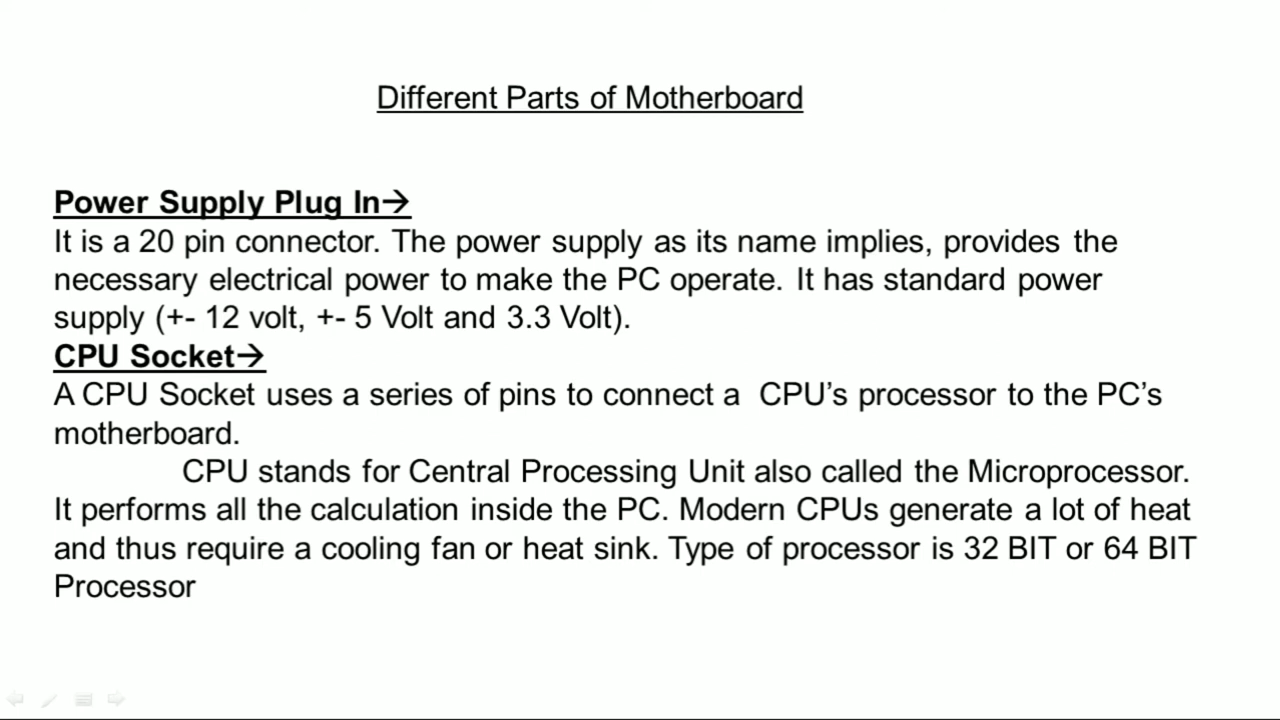 Different Parts of Motherboard
Power Supply Plug In→
It is a 20 pin connector. The power supply as its name implies, provides the
necessary electrical power to make the PC operate. It has standard power
supply (+- 12 volt, +- 5 Volt and 3.3 Volt).
CPU Socket→
A CPU Socket uses a series of pins to connect a  CPU’s processor to the PC’s
motherboard.
CPU stands for Central Processing Unit also called the Microprocessor.
It performs all the calculation inside the PC. Modern CPUs generate a lot of heat
and thus require a cooling fan or heat sink. Type of processor is 32 BIT or 64 BIT
Processor